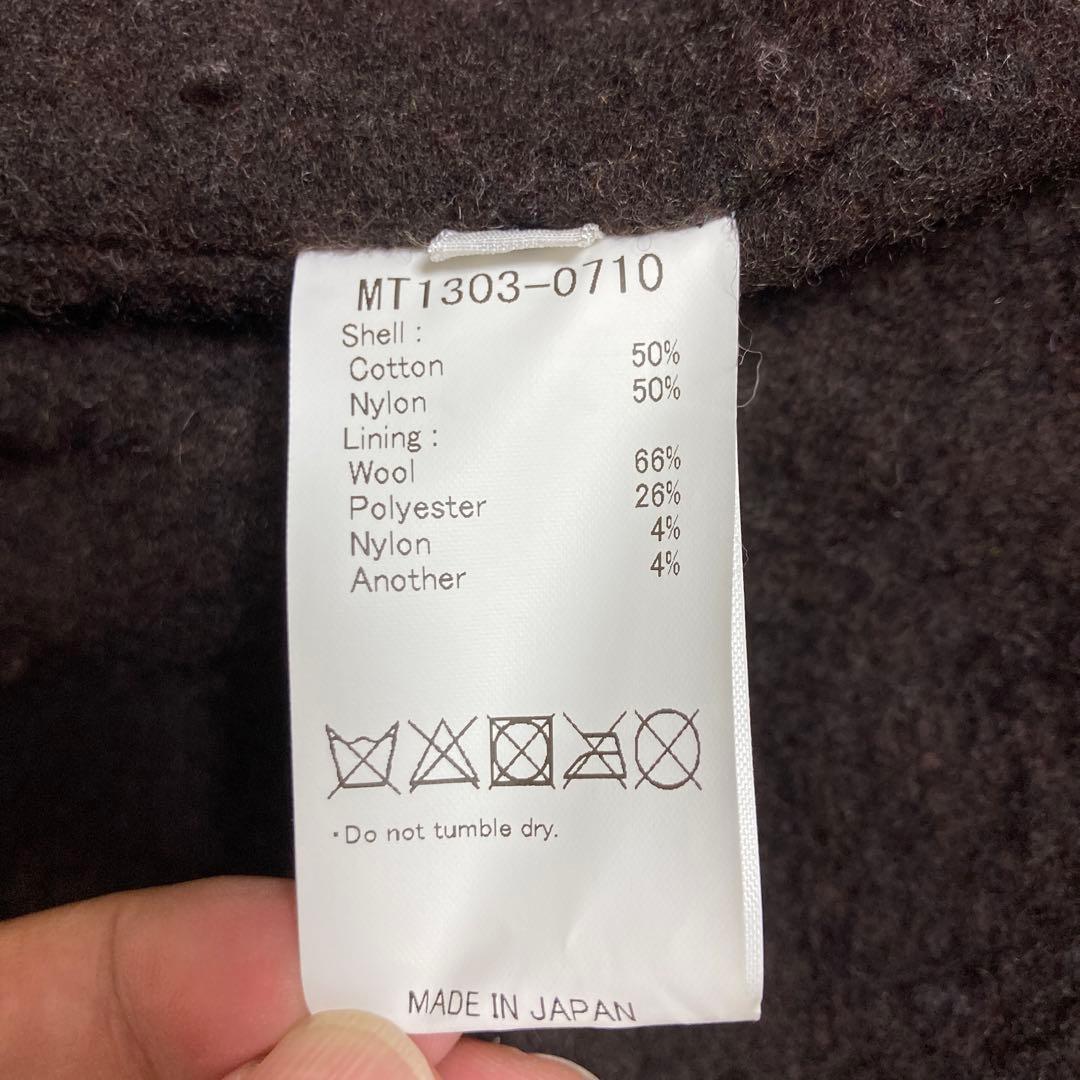 MT1303-0710
Shell :
Cotton 50%
Nylon 50%
Lining :
Wool 66%
Polyester 26%
Nylon 4%
Another 4%
・Do not tumble dry.
MADE IN JAPAN